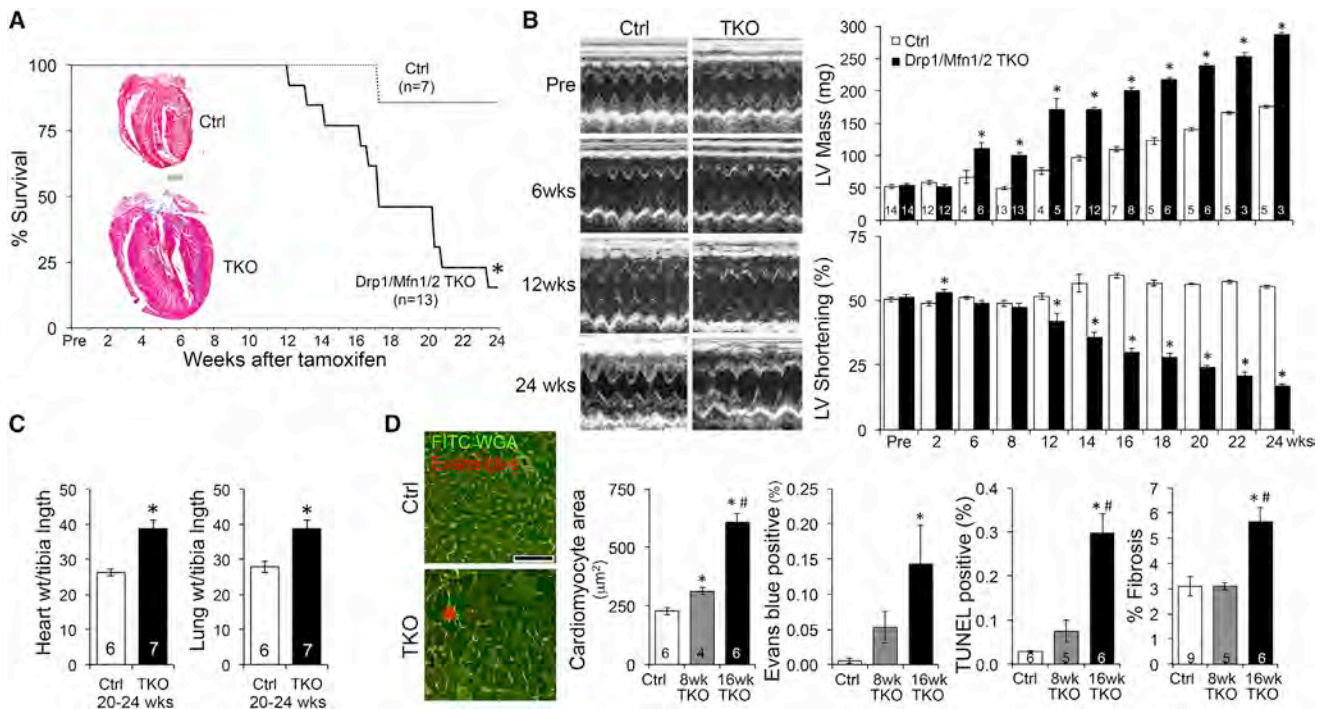 A
% Survival
100
75
50
25
0
Ctrl
(n=7)
Ctrl
TKO
Drp1/Mfn1/2 TKO
(n=13)
*
Pre 2 4 6 8 10 12 14 16 18 20 22 24
Weeks after tamoxifen
B
Ctrl TKO
Pre
6wks
12wks
24 wks
LV Mass (mg)
300
250
200
150
100
50
0
Ctrl
Drp1/Mfn1/2 TKO
* * * * * * * * *
14 14 12 12 4 6 13 13 4 5 7 12 7 8 5 6 5 6 5 3 5 3
LV Shortening (%)
75
50
25
0
* * * * * * * *
Pre 2 6 8 12 14 16 18 20 22 24 wks
C
Heart wt/tibia lngth
50
40
30
20
10
0
*
6 7
Ctrl TKO
20-24 wks
Lung wt/tibia lngth
50
40
30
20
10
0
*
6 7
Ctrl TKO
20-24 wks
D
FITC-WGA
Evans blue
Ctrl
TKO
Cardiomyocyte area
(µm²)
750
500
250
0
* * #
6 4 6
Ctrl 8wk 16wk
TKO TKO
Evans blue positive (%)
0.25
0.20
0.15
0.10
0.05
0.00
*
Ctrl 8wk 16wk
TKO TKO
TUNEL positive (%)
0.4
0.3
0.2
0.1
0.0
* #
6 5 6
Ctrl 8wk 16wk
TKO TKO
% Fibrosis
7
6
5
4
3
2
1
0
* #
9 5 6
Ctrl 8wk 16wk
TKO TKO